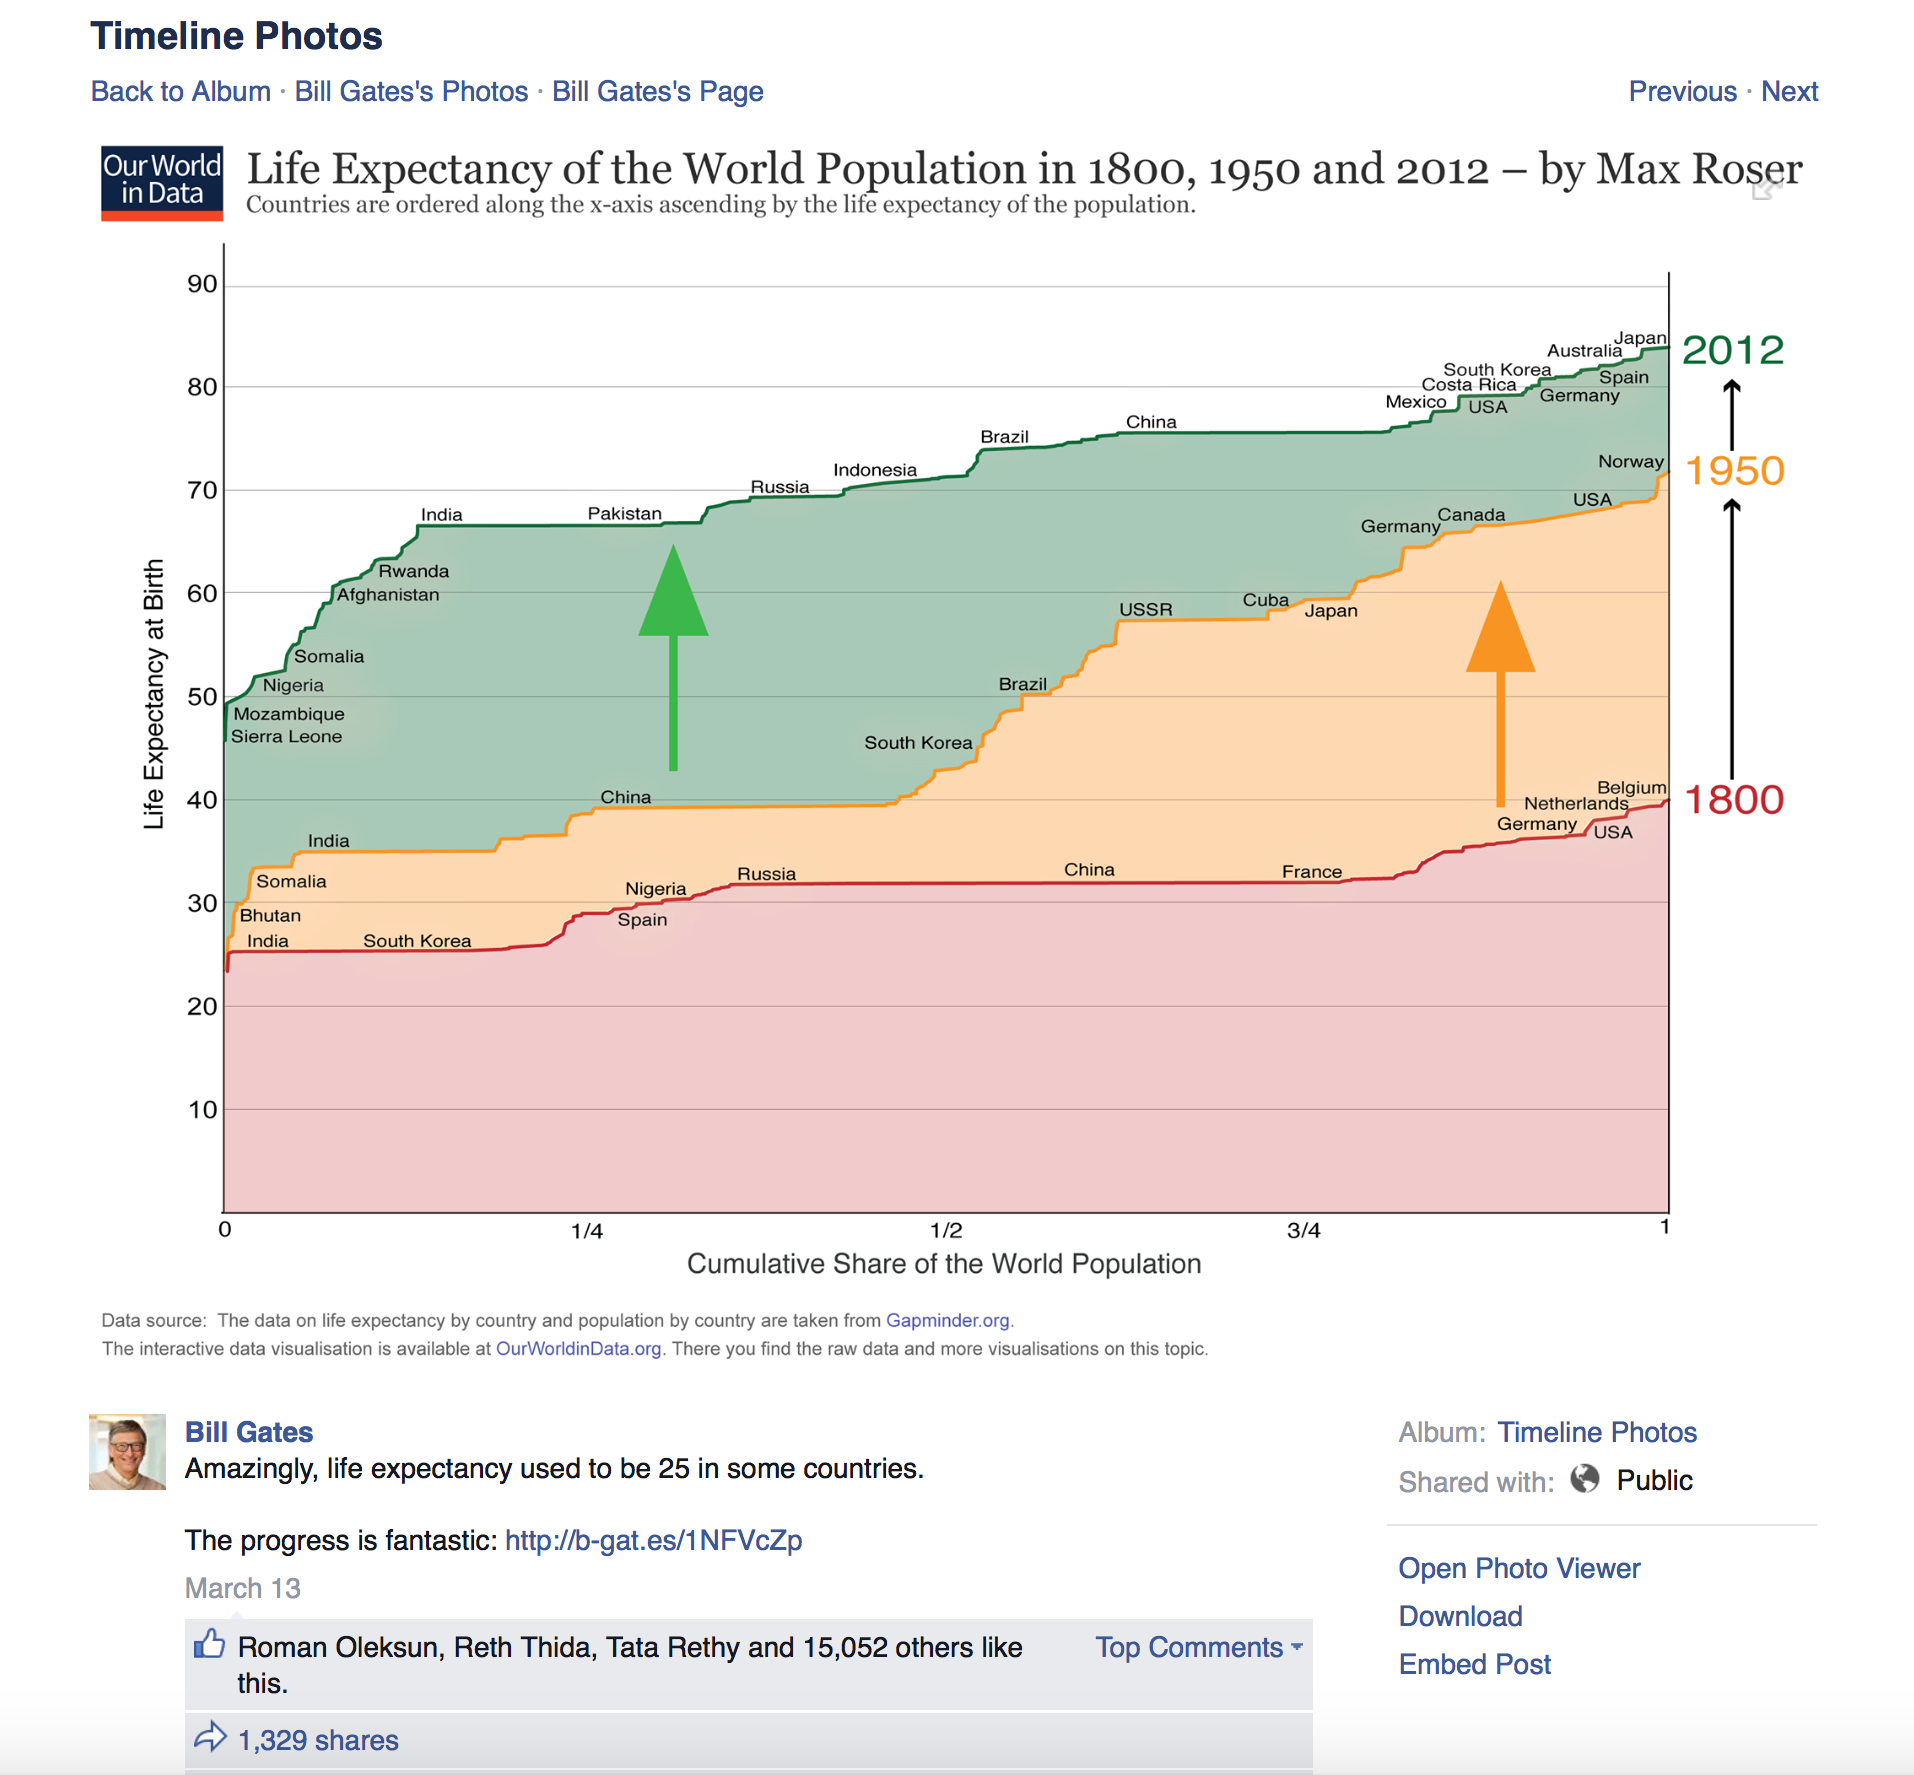 Timeline Photos
Back to Album · Bill Gates's Photos · Bill Gates's Page
Previous · Next
Our World
in Data
Life Expectancy of the World Population in 1800, 1950 and 2012 – by Max Roser
Countries are ordered along the x-axis ascending by the life expectancy of the population.
Life Expectancy at Birth
90
80
70
60
50
40
30
20
10
2012
1950
1800
Japan
Australia
South Korea
Spain
Costa Rica
Germany
Mexico
USA
China
Brazil
Indonesia
Russia
Pakistan
India
Rwanda
Afghanistan
Somalia
Nigeria
Mozambique
Sierra Leone
Norway
USA
Canada
Germany
Cuba
Japan
USSR
Brazil
South Korea
China
India
Somalia
Bhutan
Belgium
Netherlands
Germany
USA
France
China
Russia
Nigeria
Spain
South Korea
India
0
1/4
1/2
3/4
1
Cumulative Share of the World Population
Data source: The data on life expectancy by country and population by country are taken from Gapminder.org.
The interactive data visualisation is available at OurWorldinData.org. There you find the raw data and more visualisations on this topic.
Bill Gates
Amazingly, life expectancy used to be 25 in some countries.
The progress is fantastic: http://b-gat.es/1NFVcZp
March 13
Roman Oleksun, Reth Thida, Tata Rethy and 15,052 others like
this.
Top Comments
1,329 shares
Album: Timeline Photos
Shared with: Public
Open Photo Viewer
Download
Embed Post